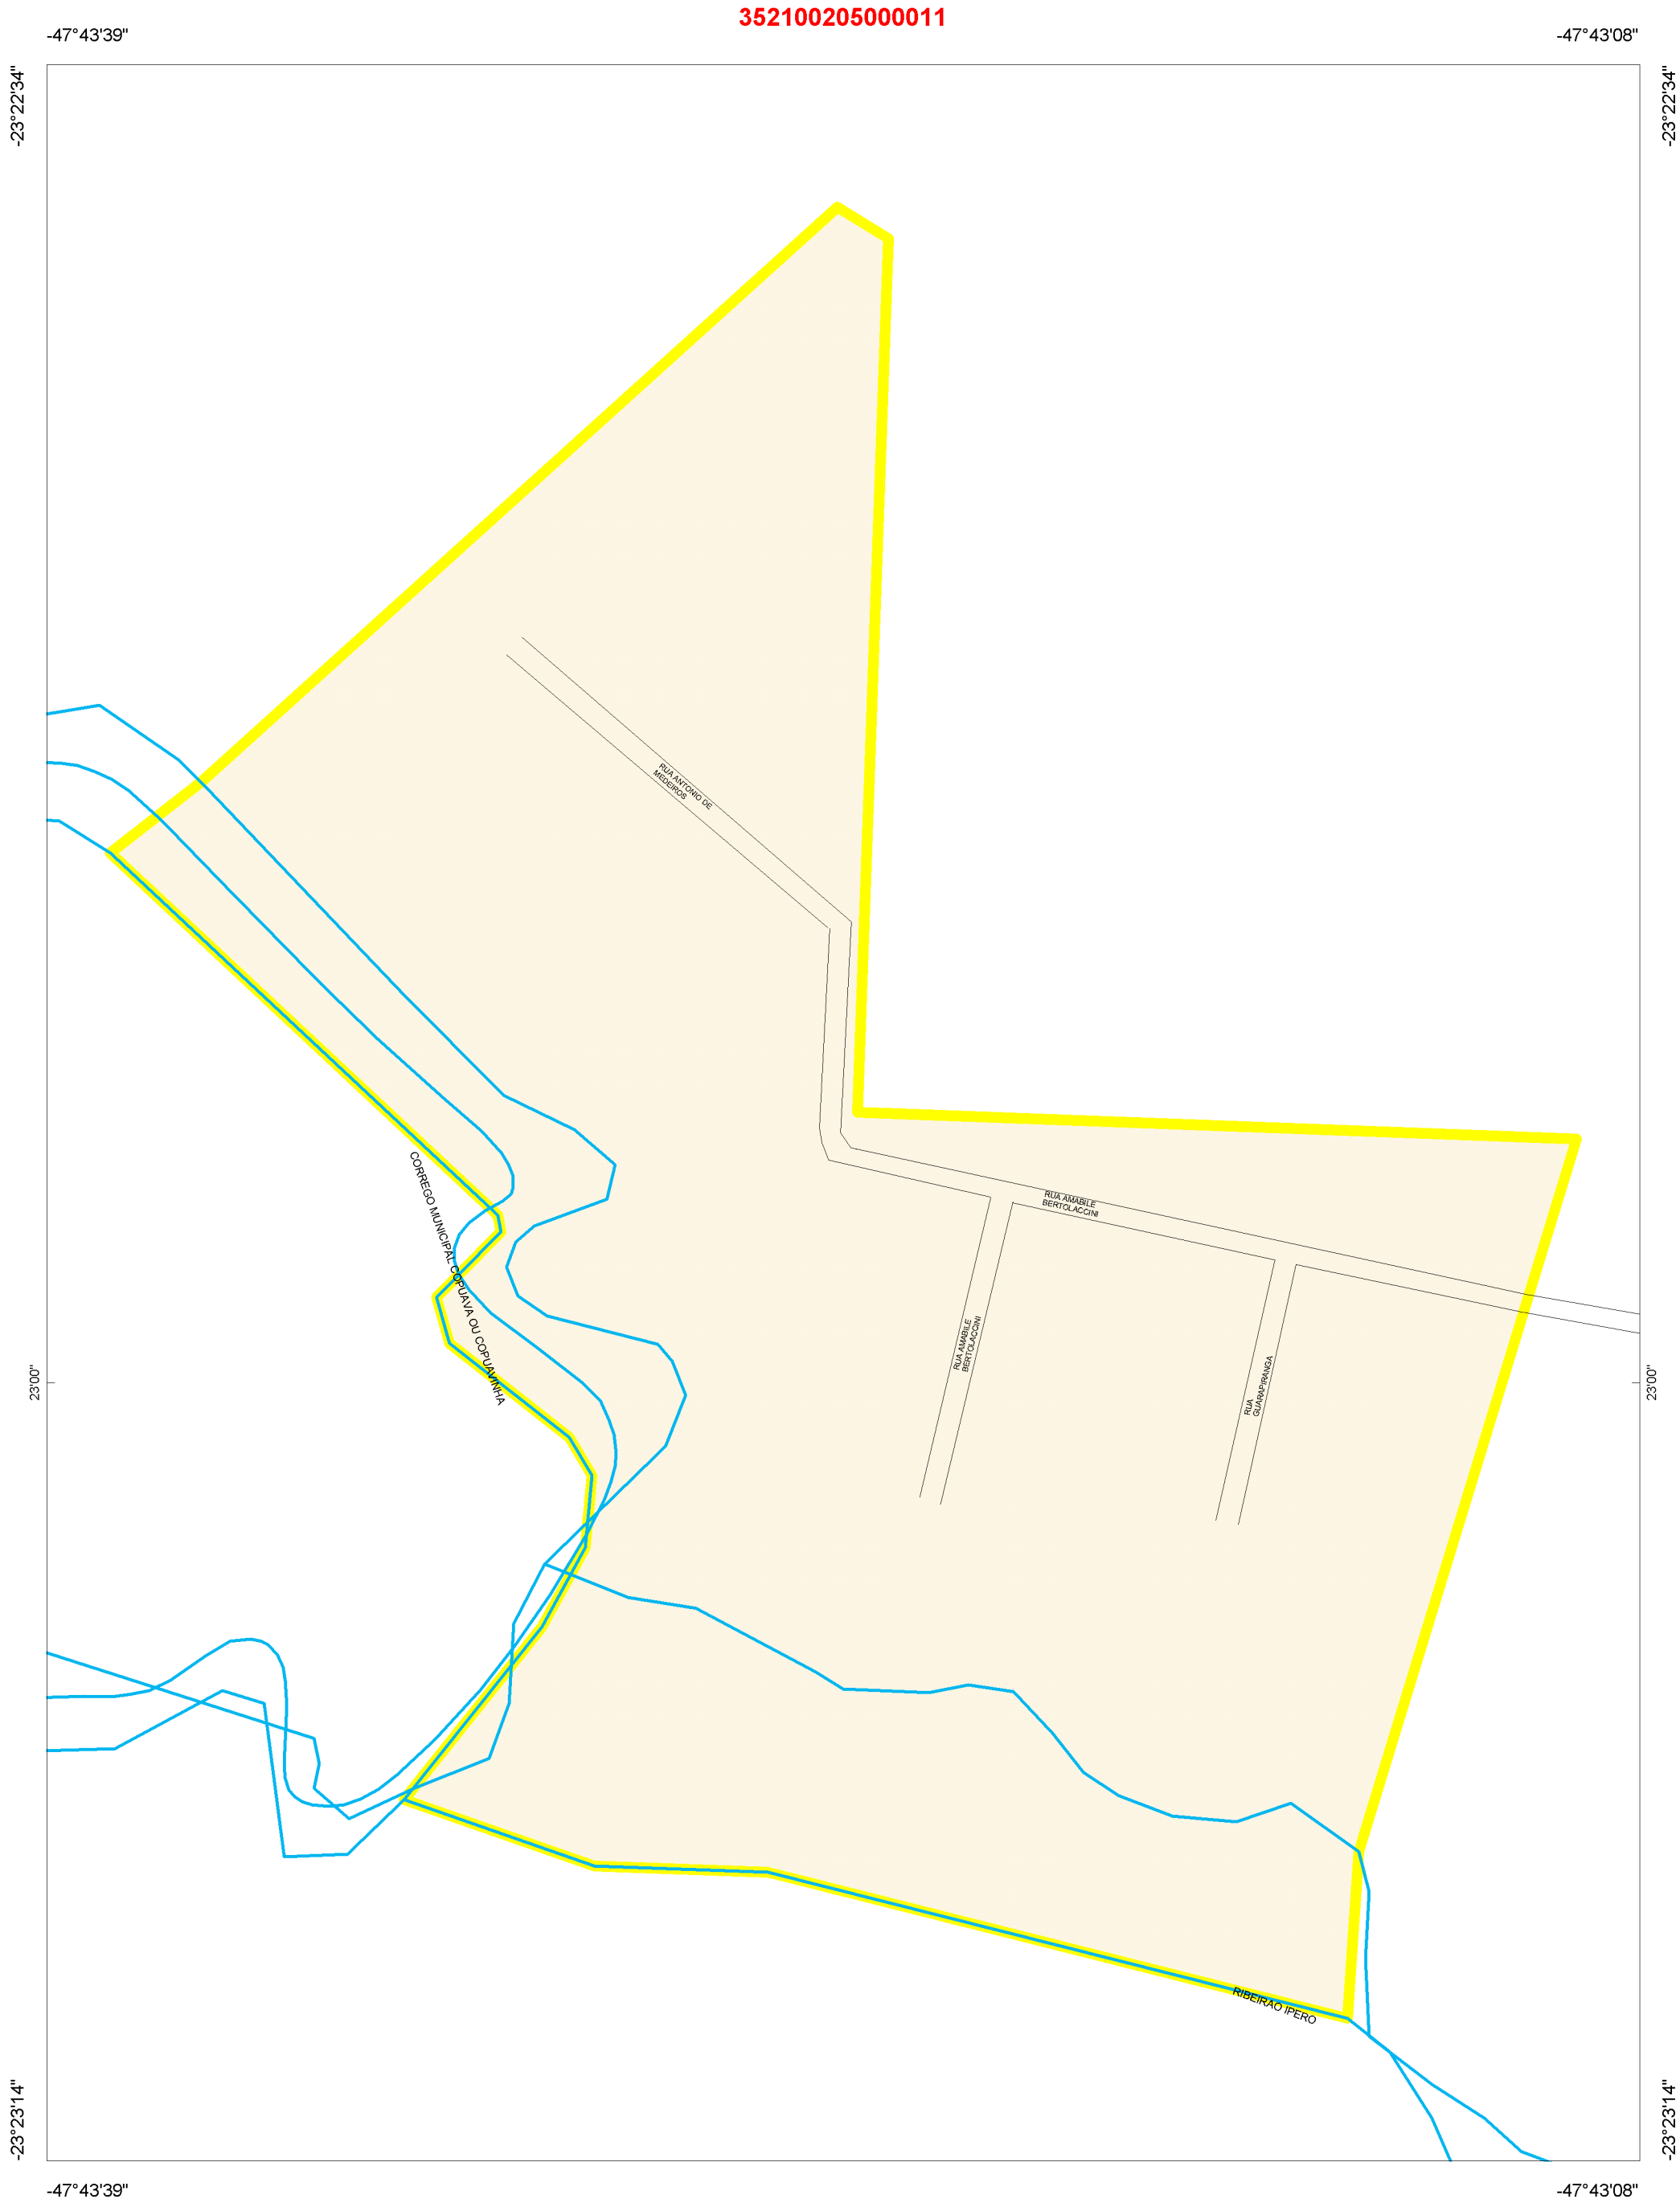 352100205000011
-47°43'39"
-47°43'08"
-23°22'34"
-23°22'34"
RUA ANTONIO DE
MEDEIROS
CORREGO MUNICIPAL COPUAVA OU COPUAVINHA
RUA AMABILE
BERTOLACCINI
RUA AMABILE
BERTOLACCINI
RUA
GUARAPIRANGA
23'00"
23'00"
RIBEIRAO IPERO
-23°23'14"
-23°23'14"
-47°43'39"
-47°43'08"